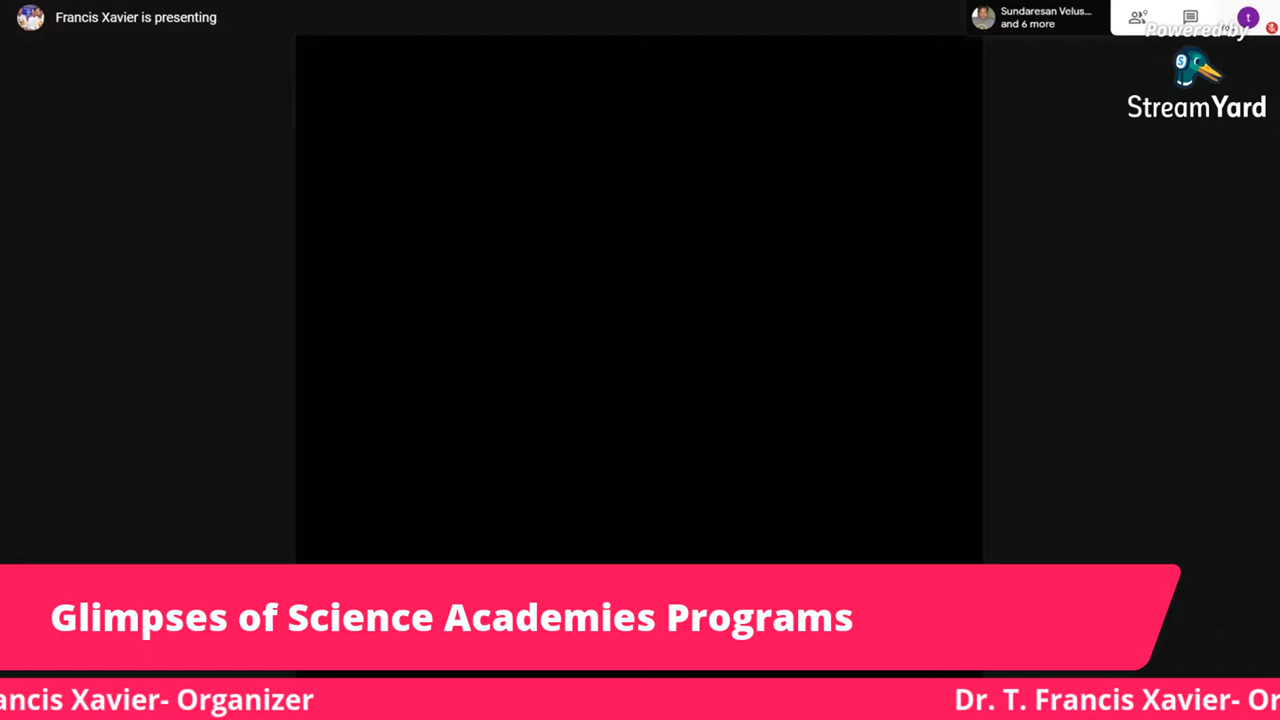 Francis Xavier is presenting
Sundaresan Velus...
and 6 more
9
t
Powered by
S
StreamYard
Glimpses of Science Academies Programs
ancis Xavier- Organizer
Dr. T. Francis Xavier- Or